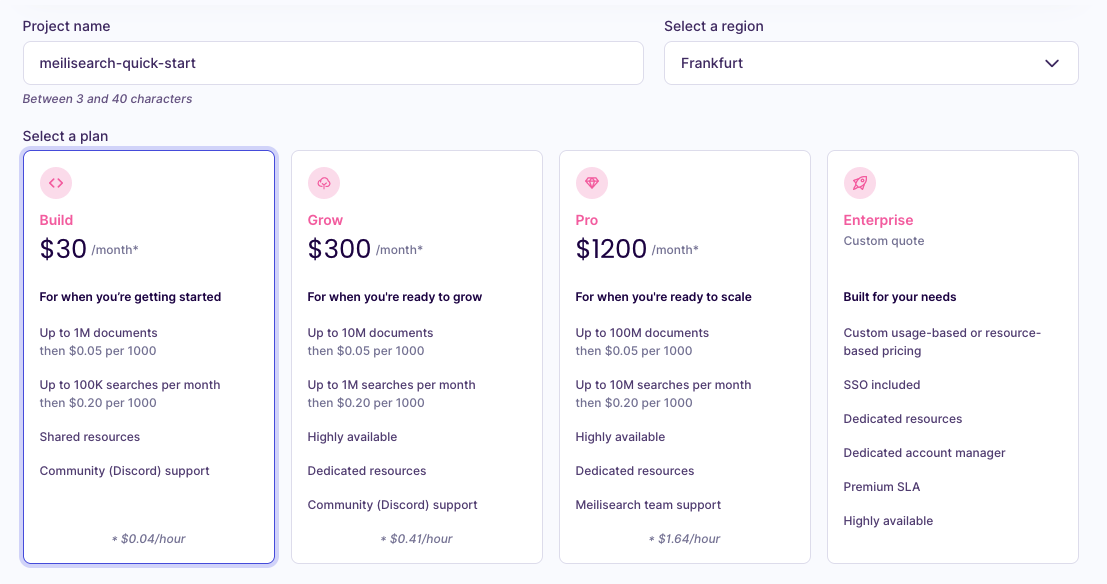 Project name
meilisearch-quick-start
Between 3 and 40 characters
Select a region
Frankfurt
Select a plan
Build
$30 /month*
For when you’re getting started
Up to 1M documents
then $0.05 per 1000
Up to 100K searches per month
then $0.20 per 1000
Shared resources
Community (Discord) support
* $0.04/hour
Grow
$300 /month*
For when you're ready to grow
Up to 10M documents
then $0.05 per 1000
Up to 1M searches per month
then $0.20 per 1000
Highly available
Dedicated resources
Community (Discord) support
* $0.41/hour
Pro
$1200 /month*
For when you're ready to scale
Up to 100M documents
then $0.05 per 1000
Up to 10M searches per month
then $0.20 per 1000
Highly available
Dedicated resources
Meilisearch team support
* $1.64/hour
Enterprise
Custom quote
Built for your needs
Custom usage-based or resource-
based pricing
SSO included
Dedicated resources
Dedicated account manager
Premium SLA
Highly available